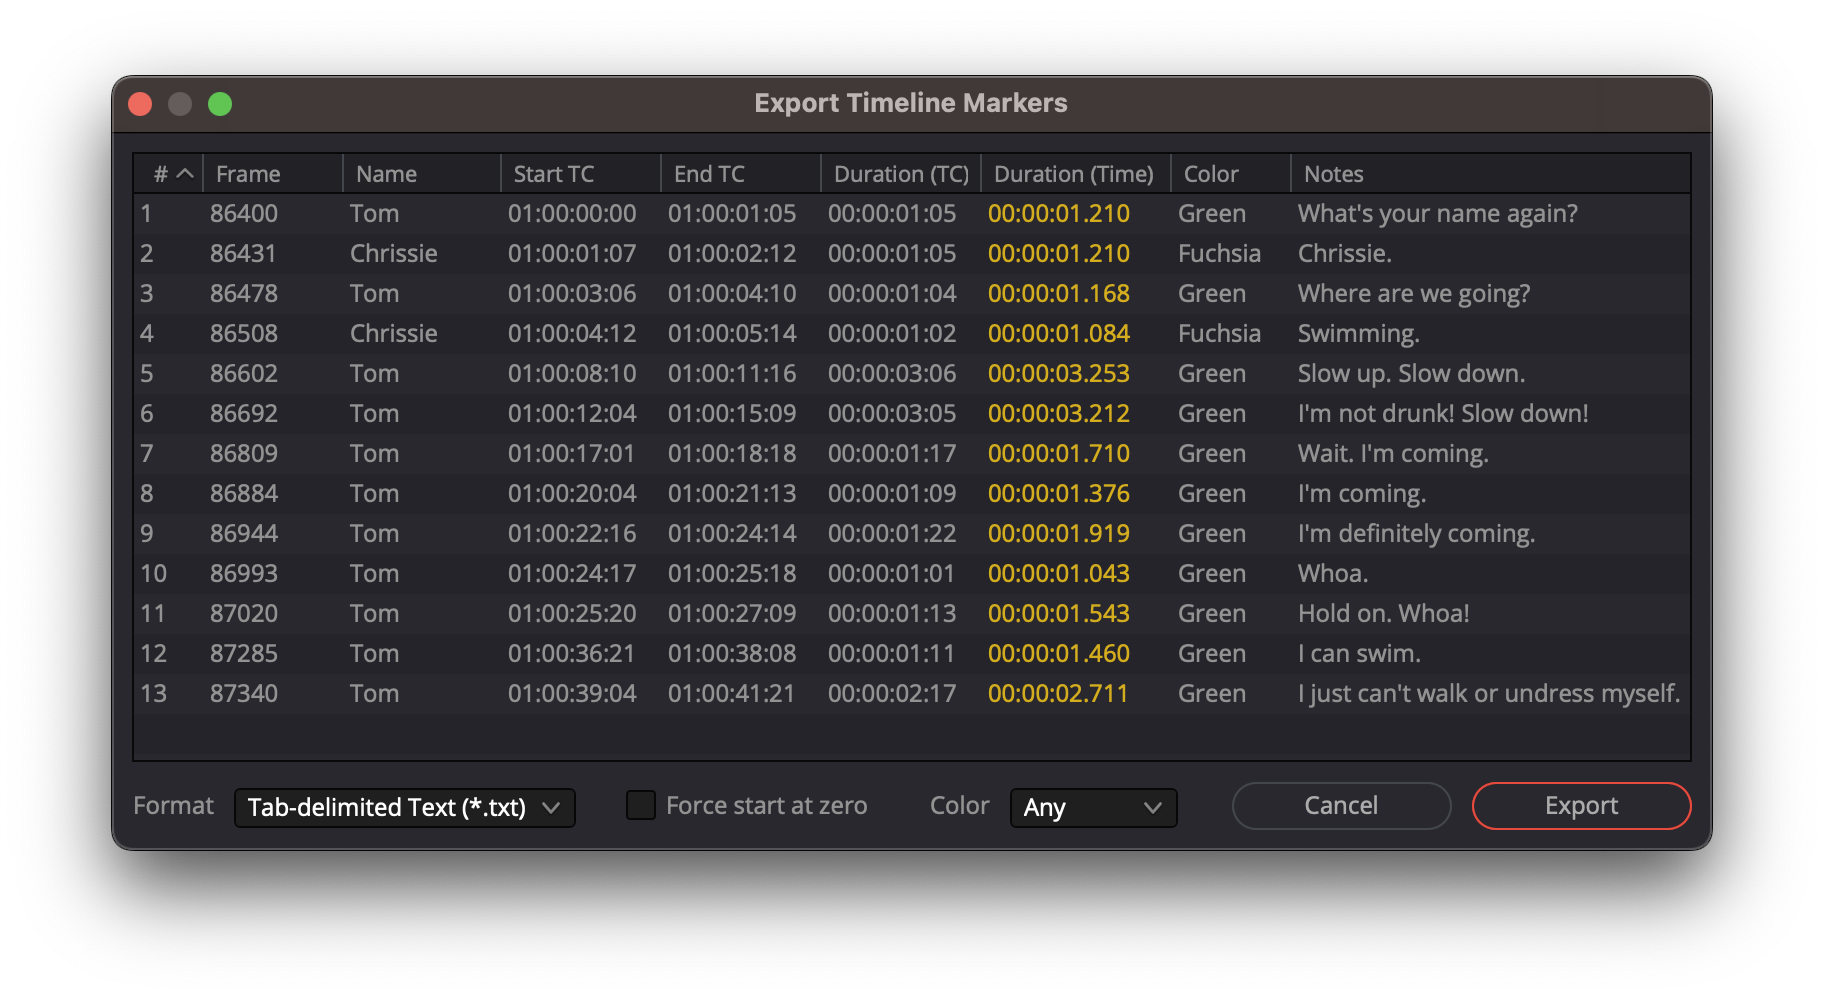 Export Timeline Markers
# Frame Name Start TC End TC Duration (TC) Duration (Time) Color Notes
1 86400 Tom 01:00:00:00 01:00:01:05 00:00:01:05 00:00:01.210 Green What's your name again?
2 86431 Chrissie 01:00:01:07 01:00:02:12 00:00:01:05 00:00:01.210 Fuchsia Chrissie.
3 86478 Tom 01:00:03:06 01:00:04:10 00:00:01:04 00:00:01.168 Green Where are we going?
4 86508 Chrissie 01:00:04:12 01:00:05:14 00:00:01:02 00:00:01.084 Fuchsia Swimming.
5 86602 Tom 01:00:08:10 01:00:11:16 00:00:03:06 00:00:03.253 Green Slow up. Slow down.
6 86692 Tom 01:00:12:04 01:00:15:09 00:00:03:05 00:00:03.212 Green I'm not drunk! Slow down!
7 86809 Tom 01:00:17:01 01:00:18:18 00:00:01:17 00:00:01.710 Green Wait. I'm coming.
8 86884 Tom 01:00:20:04 01:00:21:13 00:00:01:09 00:00:01.376 Green I'm coming.
9 86944 Tom 01:00:22:16 01:00:24:14 00:00:01:22 00:00:01.919 Green I'm definitely coming.
10 86993 Tom 01:00:24:17 01:00:25:18 00:00:01:01 00:00:01.043 Green Whoa.
11 87020 Tom 01:00:25:20 01:00:27:09 00:00:01:13 00:00:01.543 Green Hold on. Whoa!
12 87285 Tom 01:00:36:21 01:00:38:08 00:00:01:11 00:00:01.460 Green I can swim.
13 87340 Tom 01:00:39:04 01:00:41:21 00:00:02:17 00:00:02.711 Green I just can't walk or undress myself.
Format Tab-delimited Text (*.txt) Force start at zero Color Any Cancel Export